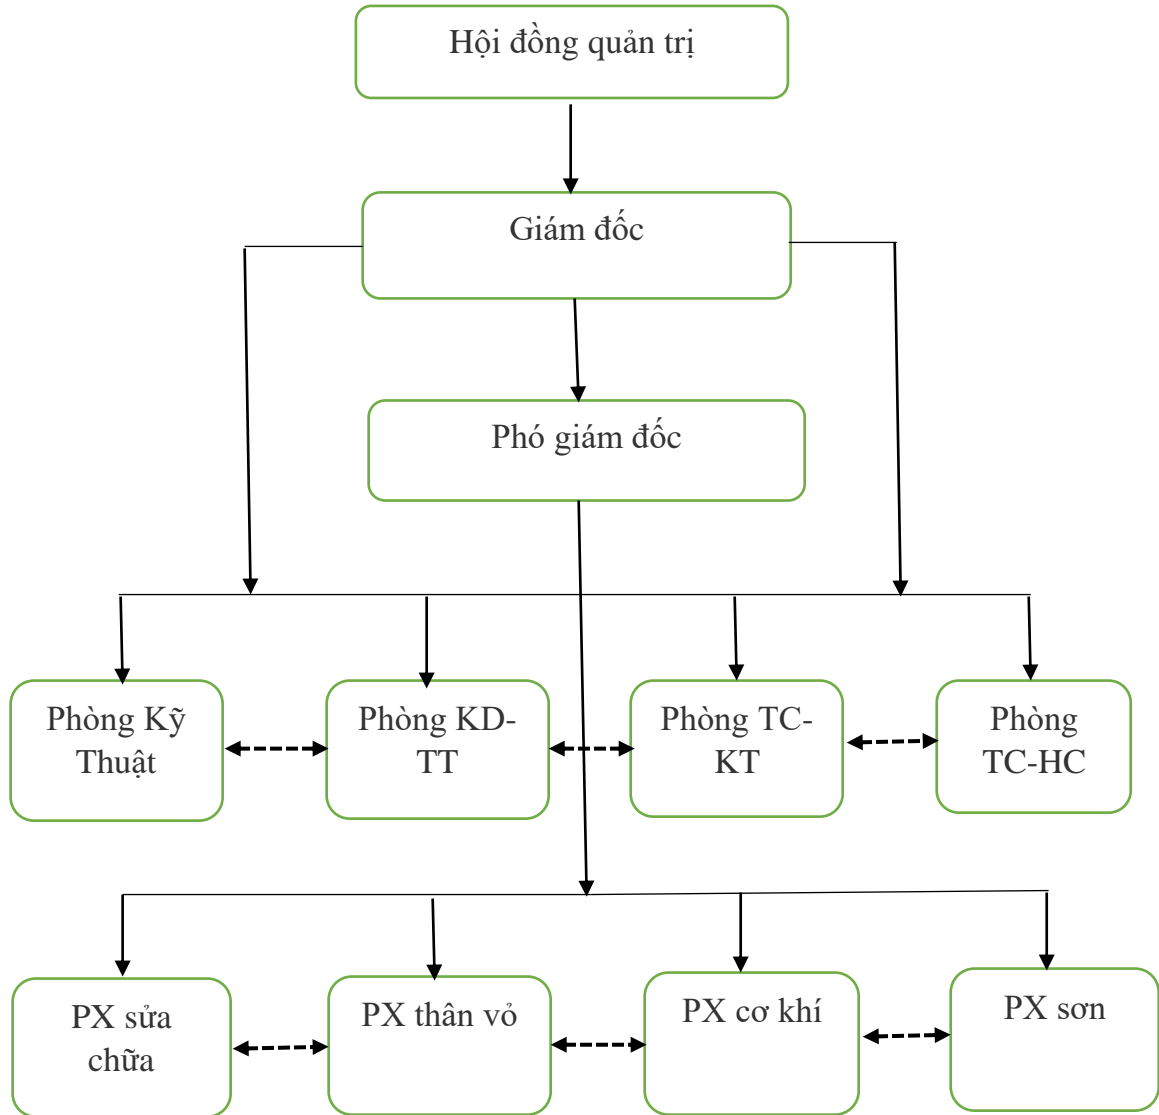 Hội đồng quản trị
Giám đốc
Phó giám đốc
Phòng Kỹ
Thuật
Phòng KD-
TT
Phòng TC-
KT
Phòng
TC-HC
PX sửa
chữa
PX thân vỏ
PX cơ khí
PX sơn